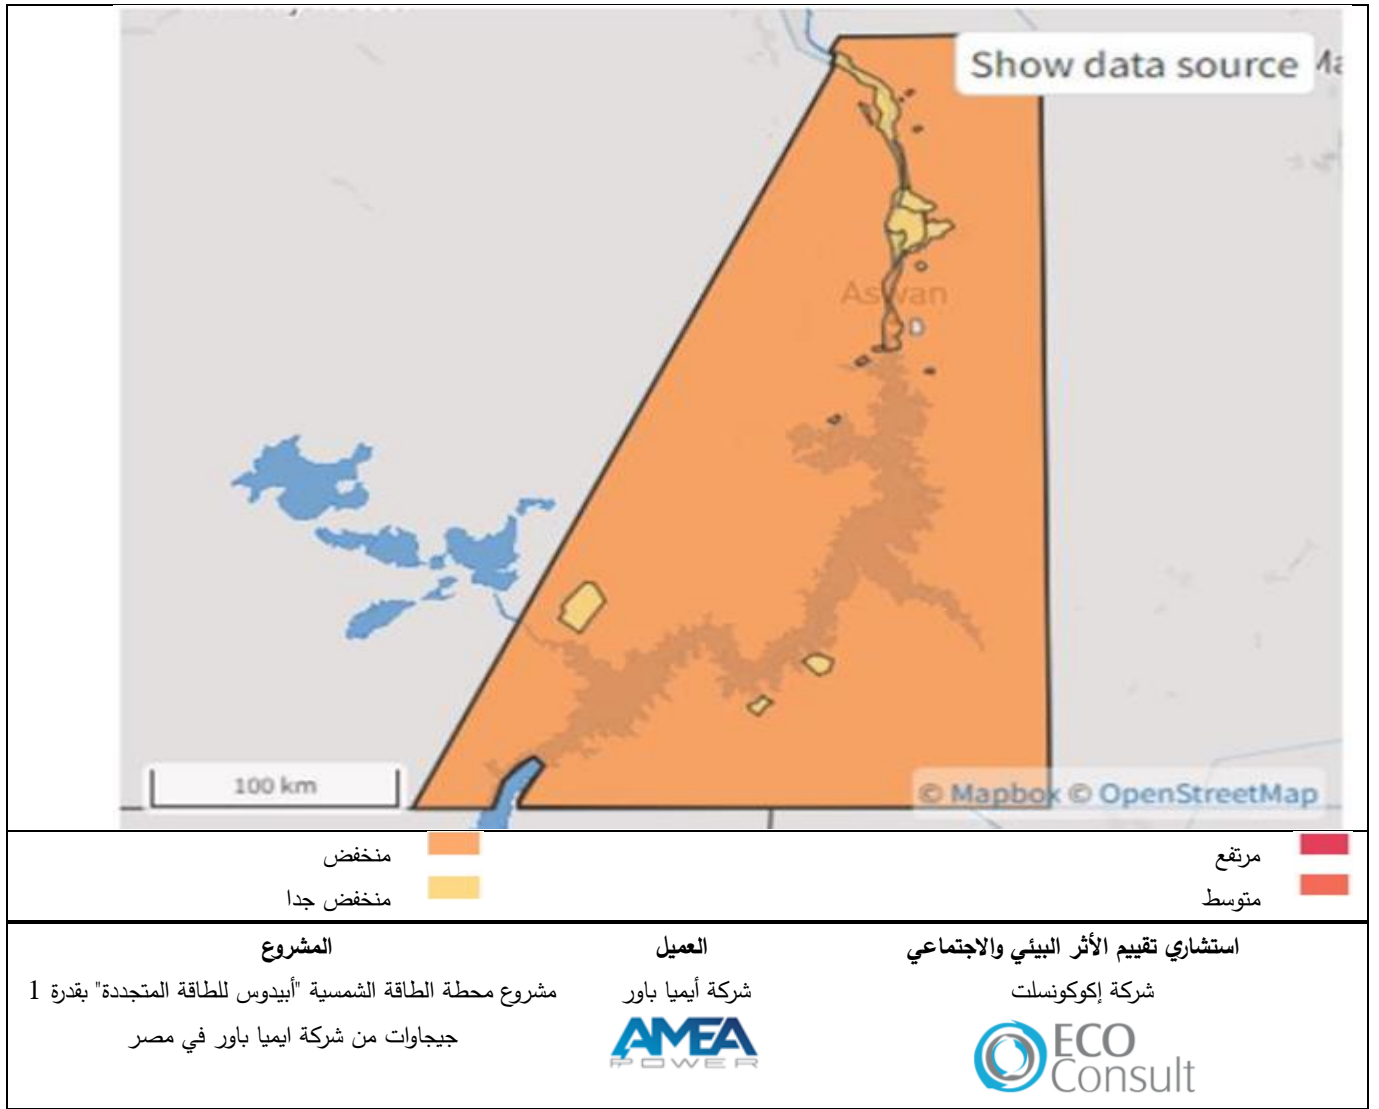 Show data source
Ma
Aswan
100 km
© Mapbox © OpenStreetMap
مرتفع
منخفض
متوسط
منخفض جدا
استشاري تقييم الأثر البيئي والاجتماعي
العميل
المشروع
شركة إكوكونسلت
شركة أيميا باور
مشروع محطة الطاقة الشمسية "أبيدوس للطاقة المتجددة" بقدرة 1
جيجاوات من شركة ايميا باور في مصر
AMEA
POWER
ECO
Consult